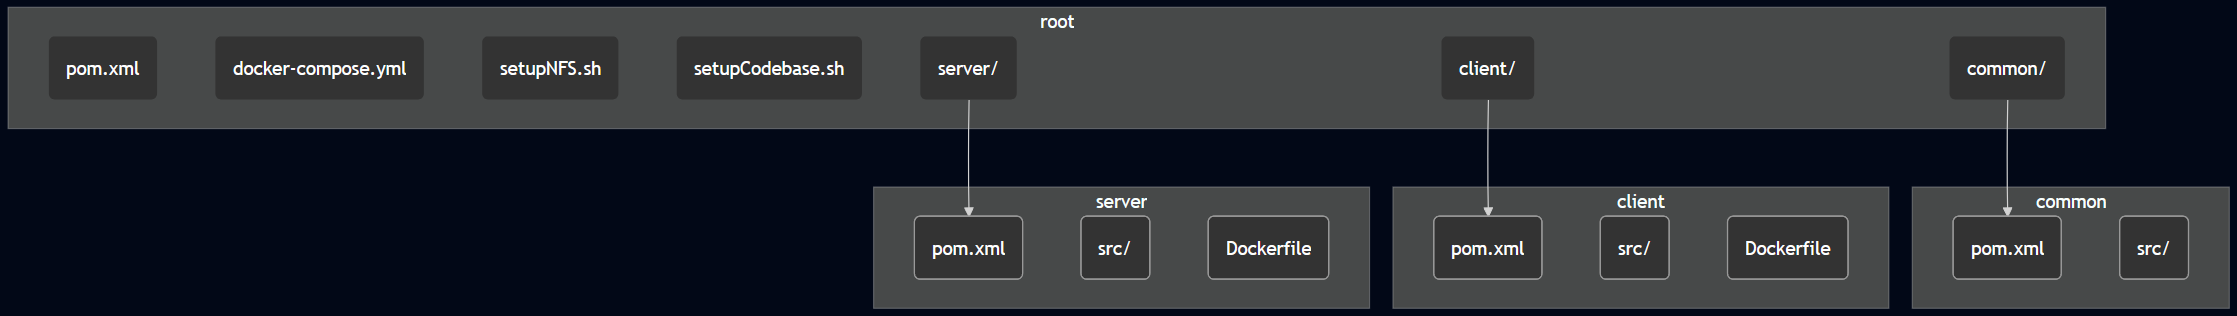 root
pom.xml
docker-compose.yml
setupNFS.sh
setupCodebase.sh
server/
client/
common/
server
pom.xml
src/
Dockerfile
client
pom.xml
src/
Dockerfile
common
pom.xml
src/